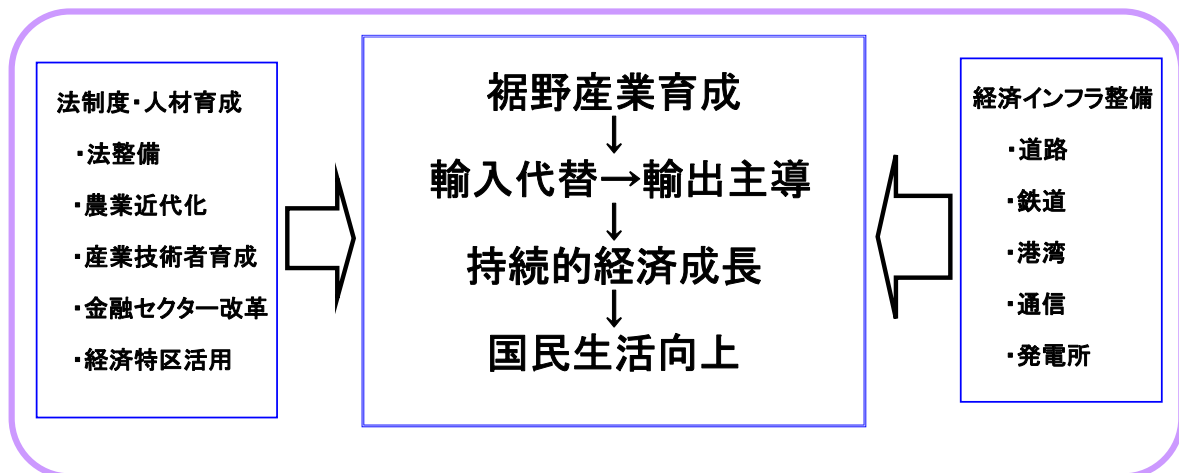 法制度・人材育成
・法整備
・農業近代化
・産業技術者育成
・金融セクター改革
・経済特区活用
裾野産業育成
↓
輸入代替→輸出主導
↓
持続的経済成長
↓
国民生活向上
経済インフラ整備
・道路
・鉄道
・港湾
・通信
・発電所